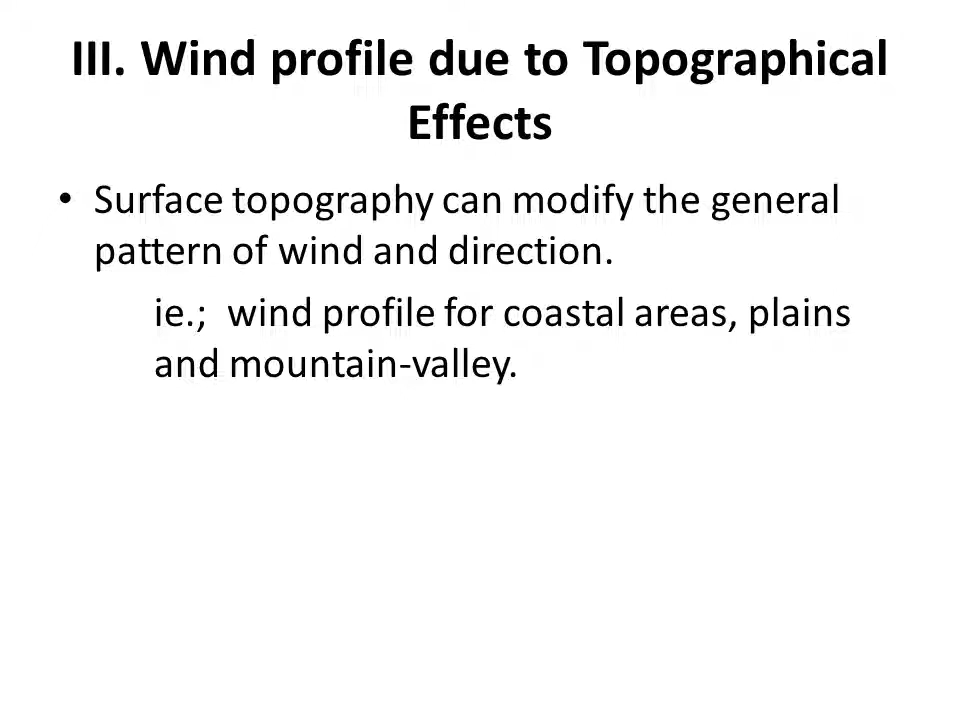 III. Wind profile due to Topographical
Effects
• Surface topography can modify the general
pattern of wind and direction.
ie.; wind profile for coastal areas, plains
and mountain-valley.